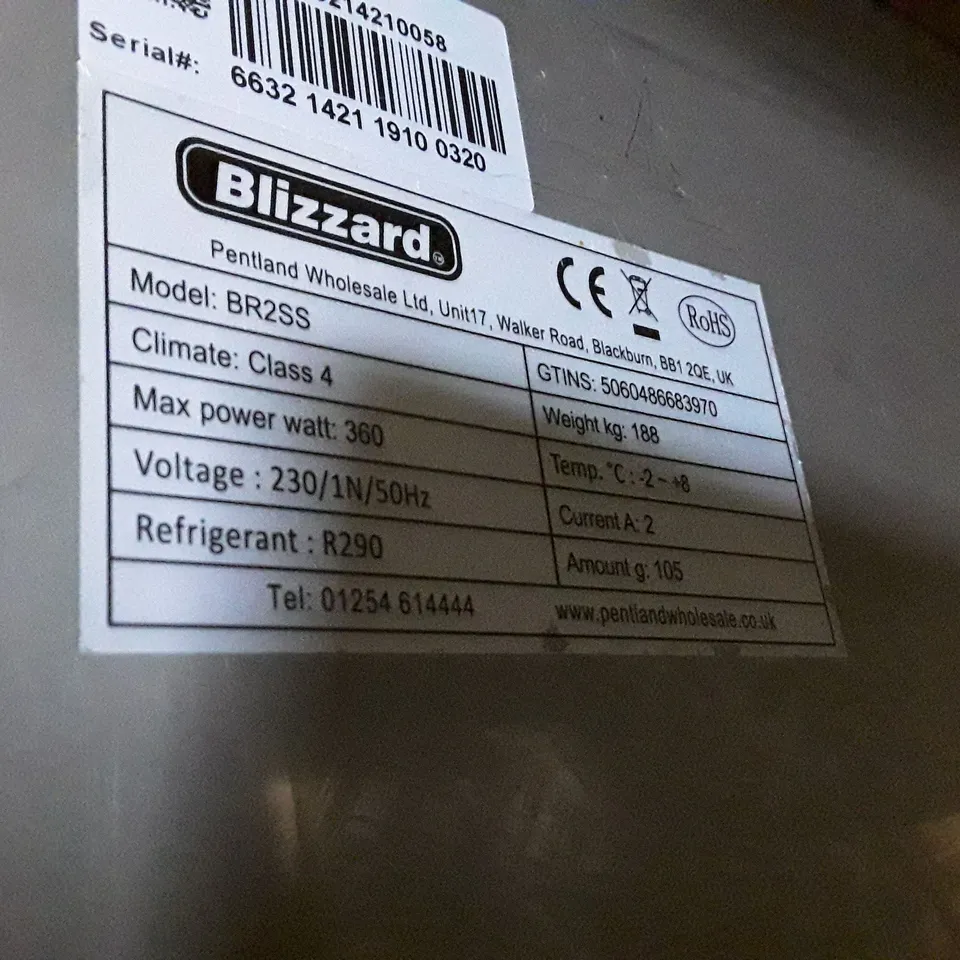 214210058
Serial#:
6632 1421 1910 0320
Blizzard TM
Pentland Wholesale Ltd, Unit17, Walker Road, Blackburn, BB1 2QE, UK
CE
RoHS
Model: BR2SS
GTINS: 5060486683970
Climate: Class 4
Weight kg: 188
Max power watt: 360
Temp. °C : -2 ~ +8
Voltage : 230/1N/50Hz
Current A: 2
Refrigerant : R290
Amount g: 105
Tel: 01254 614444
www.pentlandwholesale.co.uk